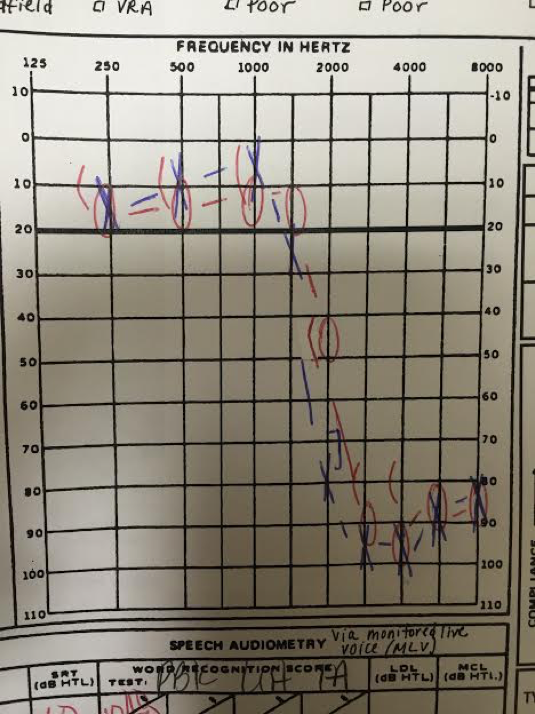 field □ VRA □ Poor □ Poor
FREQUENCY IN HERTZ
125 250 500 1000 2000 4000 8000
10 -10
0 0
10 10
20 20
30 30
40 40
50 50
60 60
70 70
80 80
90 90
100 100
110 110
COMPLIANCE
SPEECH AUDIOMETRY via monitored live
voice (MLV)
SRT WORD RECOGNITION SCORE LDL MCL
(dB HTL) TEST: PBK (dB HTL) (dB HTL)